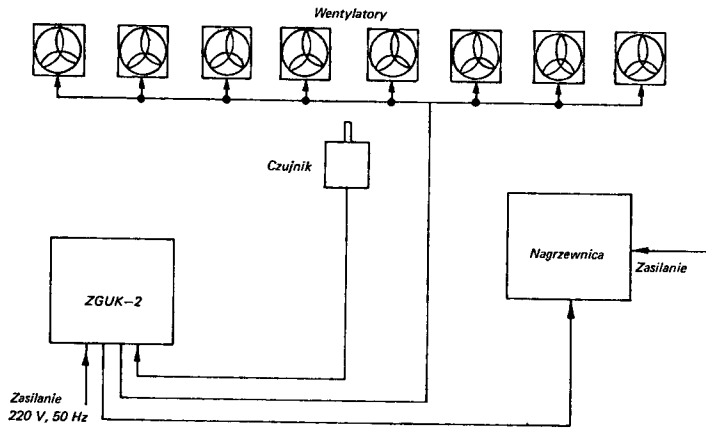 Wentylatory
Czujnik
Nagrzewnica
Zasilanie
ZGUK-2
Zasilanie
220 V, 50 Hz